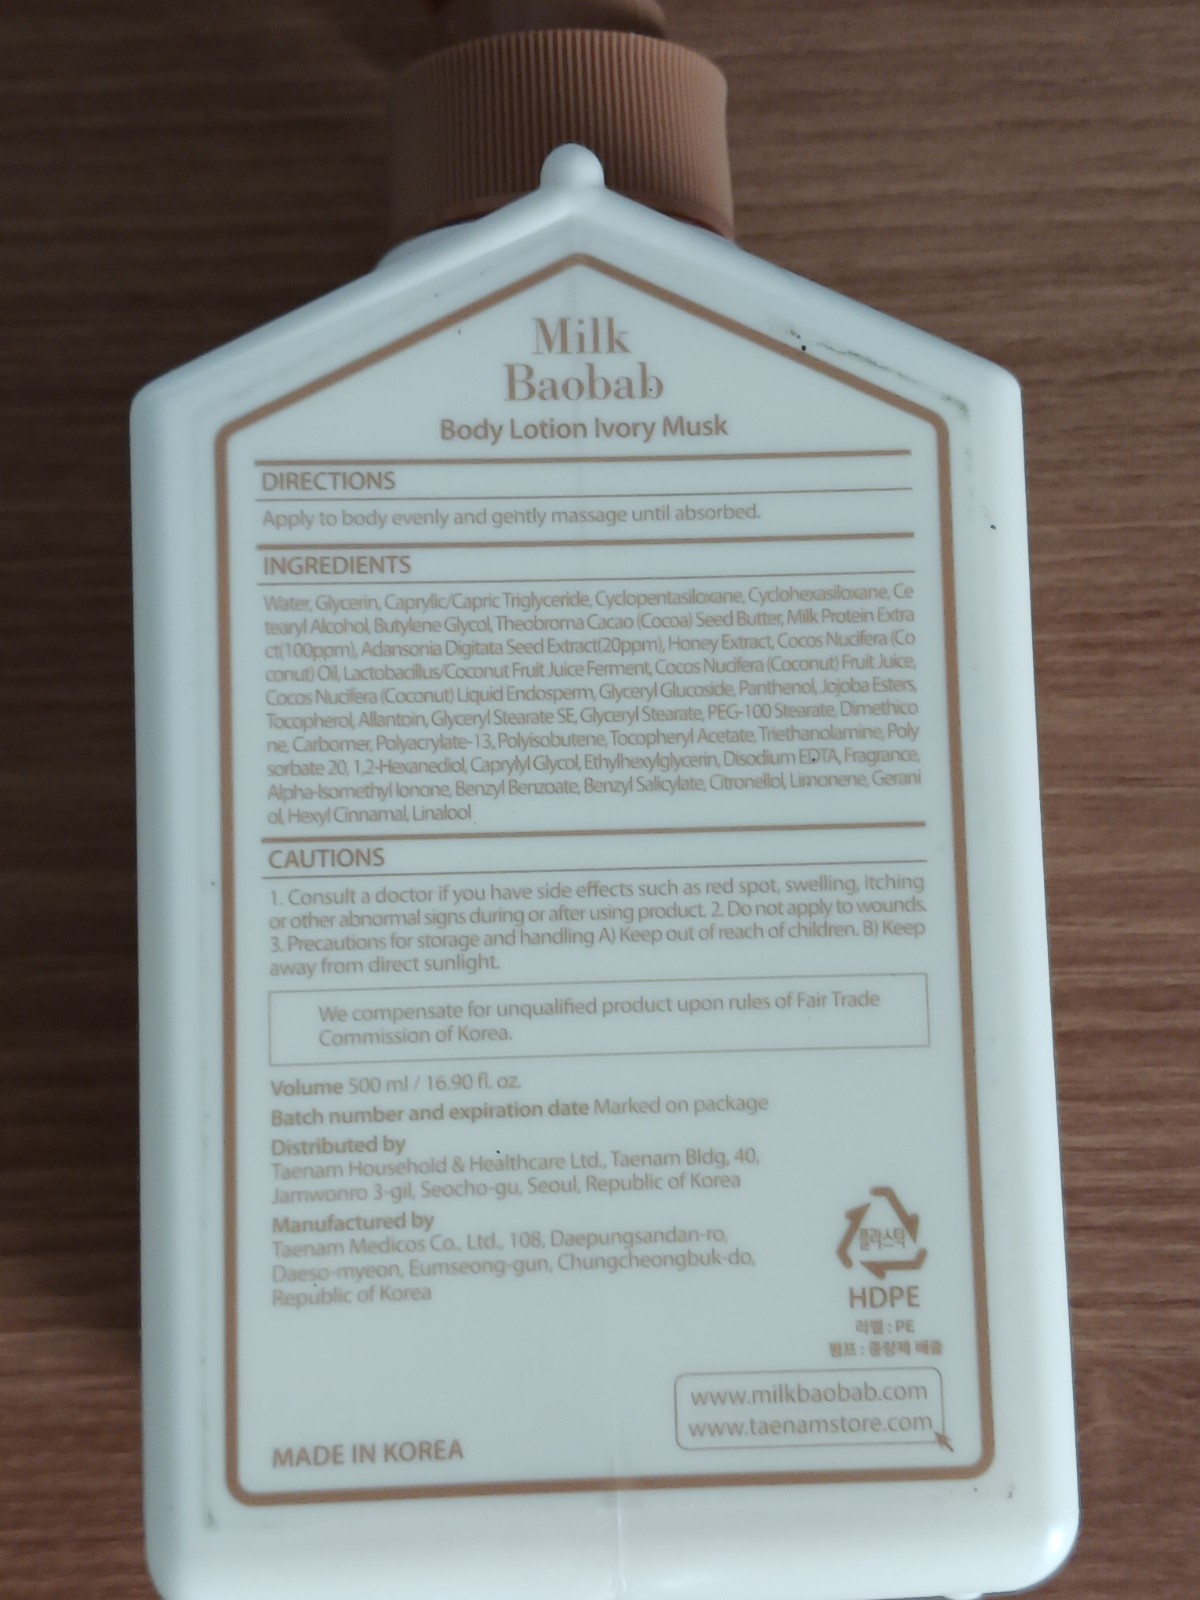 Milk
Baobab
Body Lotion Ivory Musk
DIRECTIONS
Apply to body evenly and gently massage until absorbed.
INGREDIENTS
Water, Glycerin, Caprylic/Capric Triglyceride, Cyclopentasiloxane, Cyclohexasiloxane, Ce
tearyl Alcohol, Butylene Glycol, Theobroma Cacao (Cocoa) Seed Butter, Milk Protein Extra
ct(100ppm), Adansonia Digitata Seed Extract(20ppm), Honey Extract, Cocos Nucifera (Co
conut) Oil, Lactobacillus/Coconut Fruit Juice Ferment, Cocos Nucifera (Coconut) Fruit Juice,
Cocos Nucifera (Coconut) Liquid Endosperm, Glyceryl Glucoside, Panthenol, Jojoba Esters,
Tocopherol, Allantoin, Glyceryl Stearate SE, Glyceryl Stearate, PEG-100 Stearate, Dimethico
ne, Carbomer, Polyacrylate-13, Polyisobutene, Tocopheryl Acetate, Triethanolamine, Poly
sorbate 20, 1,2-Hexanediol, Caprylyl Glycol, Ethylhexylglycerin, Disodium EDTA, Fragrance,
Alpha-Isomethyl Ionone, Benzyl Benzoate, Benzyl Salicylate, Citronellol, Limonene, Gerani
ol, Hexyl Cinnamal, Linalool
CAUTIONS
1. Consult a doctor if you have side effects such as red spot, swelling, itching
or other abnormal signs during or after using product. 2. Do not apply to wounds.
3. Precautions for storage and handling A) Keep out of reach of children. B) Keep
away from direct sunlight.
We compensate for unqualified product upon rules of Fair Trade
Commission of Korea.
Volume 500 ml / 16.90 fl. oz.
Batch number and expiration date Marked on package
Distributed by
Taenam Household & Healthcare Ltd., Taenam Bldg, 40,
Jamwonro 3-gil, Seocho-gu, Seoul, Republic of Korea
Manufactured by
Taenam Medicos Co., Ltd., 108, Daepungsandan-ro,
Daeso-myeon, Eumseong-gun, Chungcheongbuk-do,
Republic of Korea
플라스틱
HDPE
라벨 : PE
펌프 : 종량제 배출
www.milkbaobab.com
www.taenamstore.com
MADE IN KOREA